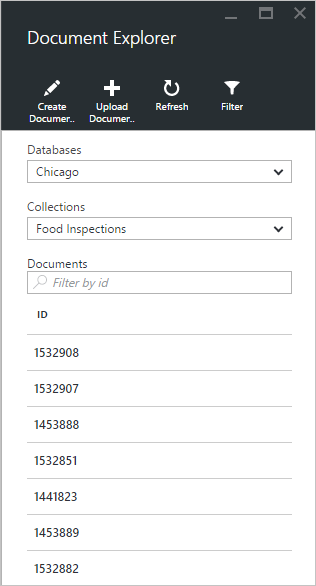 Document Explorer
Create Documer..
Upload Documer..
Refresh
Filter
Databases
Chicago
Collections
Food Inspections
Documents
Filter by id
ID
1532908
1532907
1453888
1532851
1441823
1453889
1532882